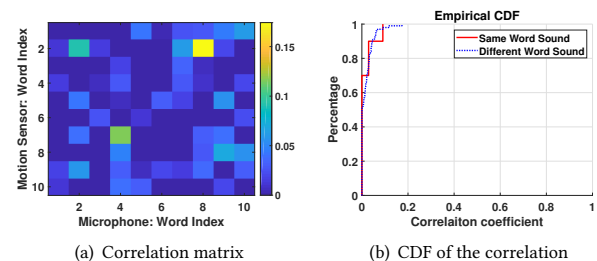 Motion Sensor: Word Index
2
4
6
8
10
2 4 6 8 10
Microphone: Word Index
0.15
0.1
0.05
0
(a) Correlation matrix
Empirical CDF
Same Word Sound
Different Word Sound
Percentage
1
0.8
0.6
0.4
0.2
0
0 0.2 0.4 0.6 0.8 1
Correlaiton coefficient
(b) CDF of the correlation